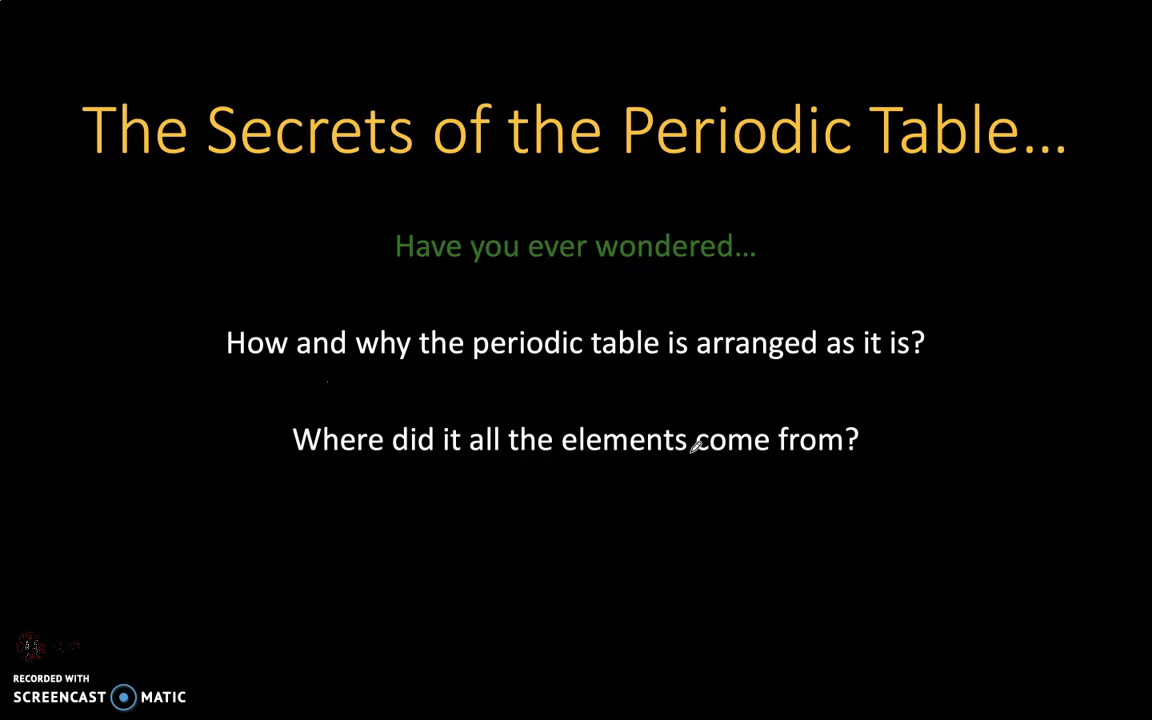 The Secrets of the Periodic Table...
Have you ever wondered...
How and why the periodic table is arranged as it is?
Where did it all the elements come from?
RECORDED WITH
SCREENCAST MATIC